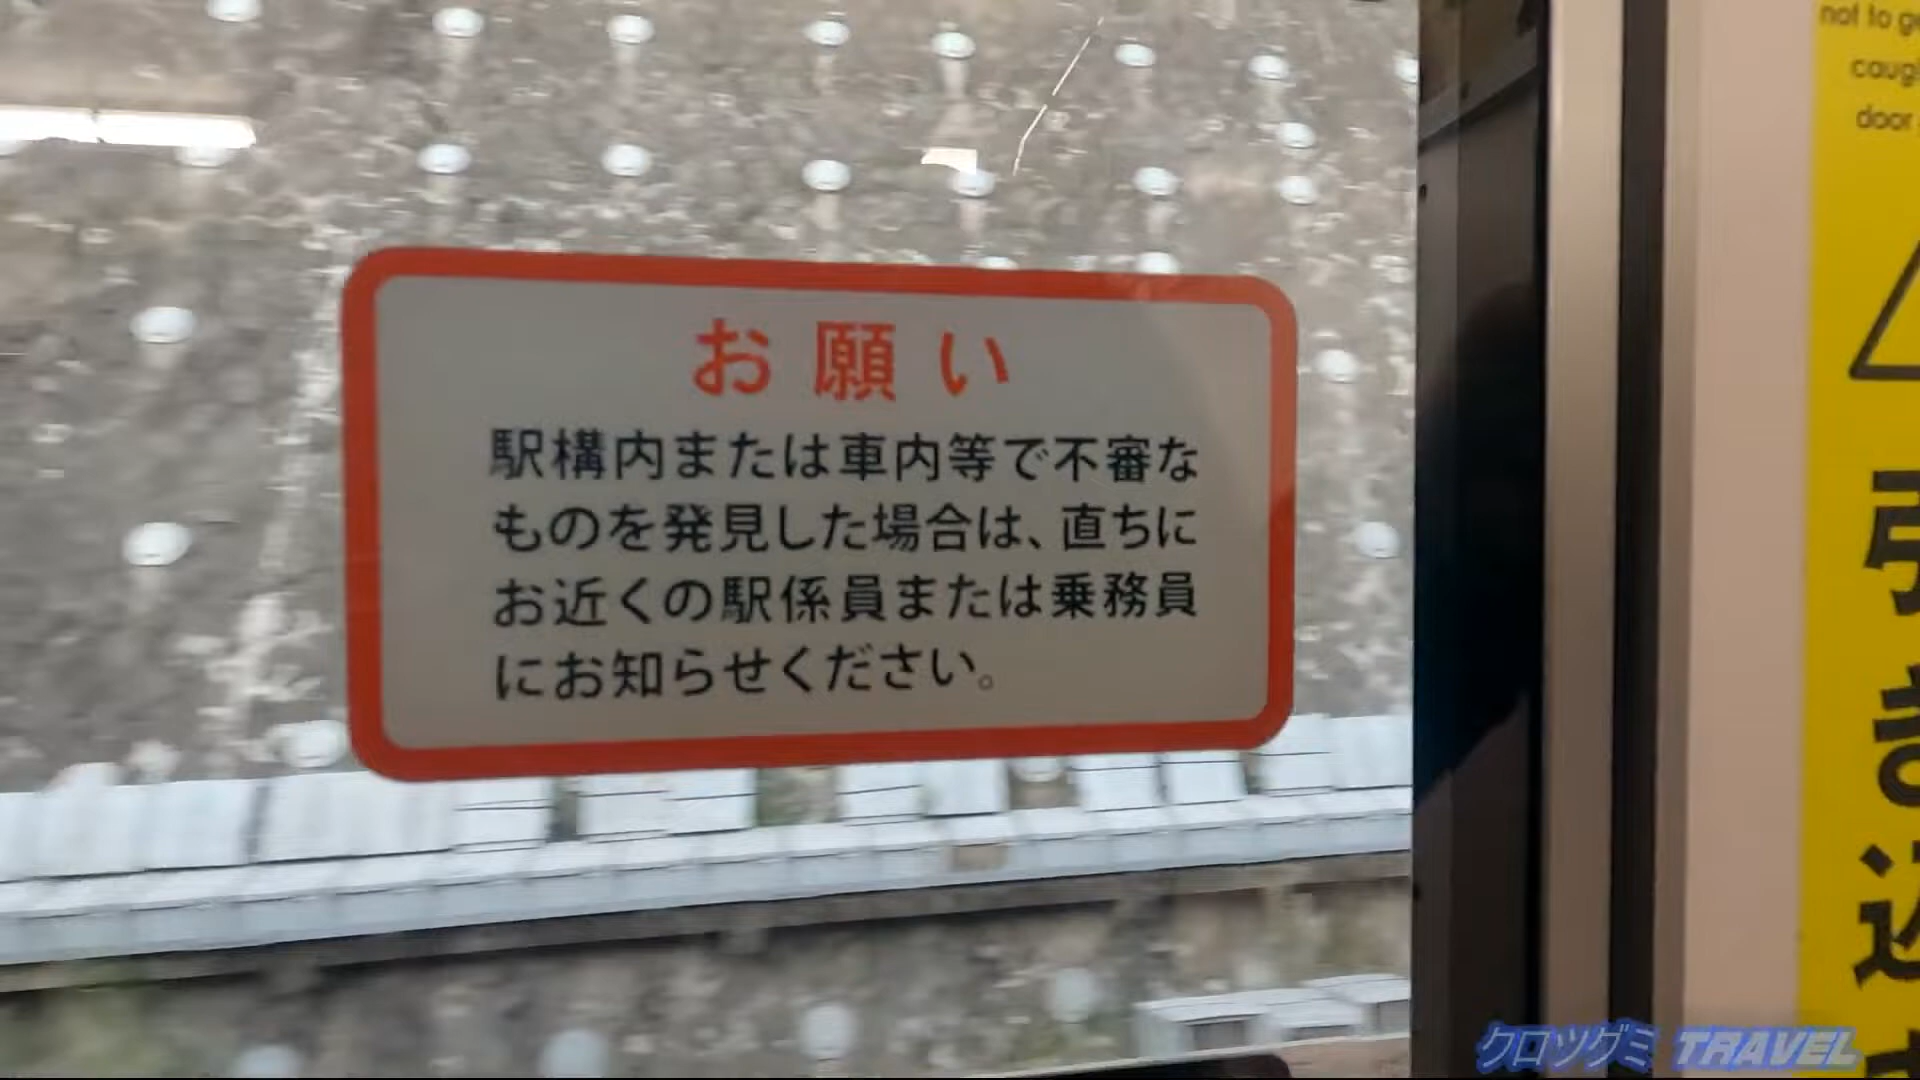 お願い
駅構内または車内等で不審な
ものを発見した場合は、直ちに
お近くの駅係員または乗務員
にお知らせください。
not to
door
引
き
込
クロツグミ TRAVEL